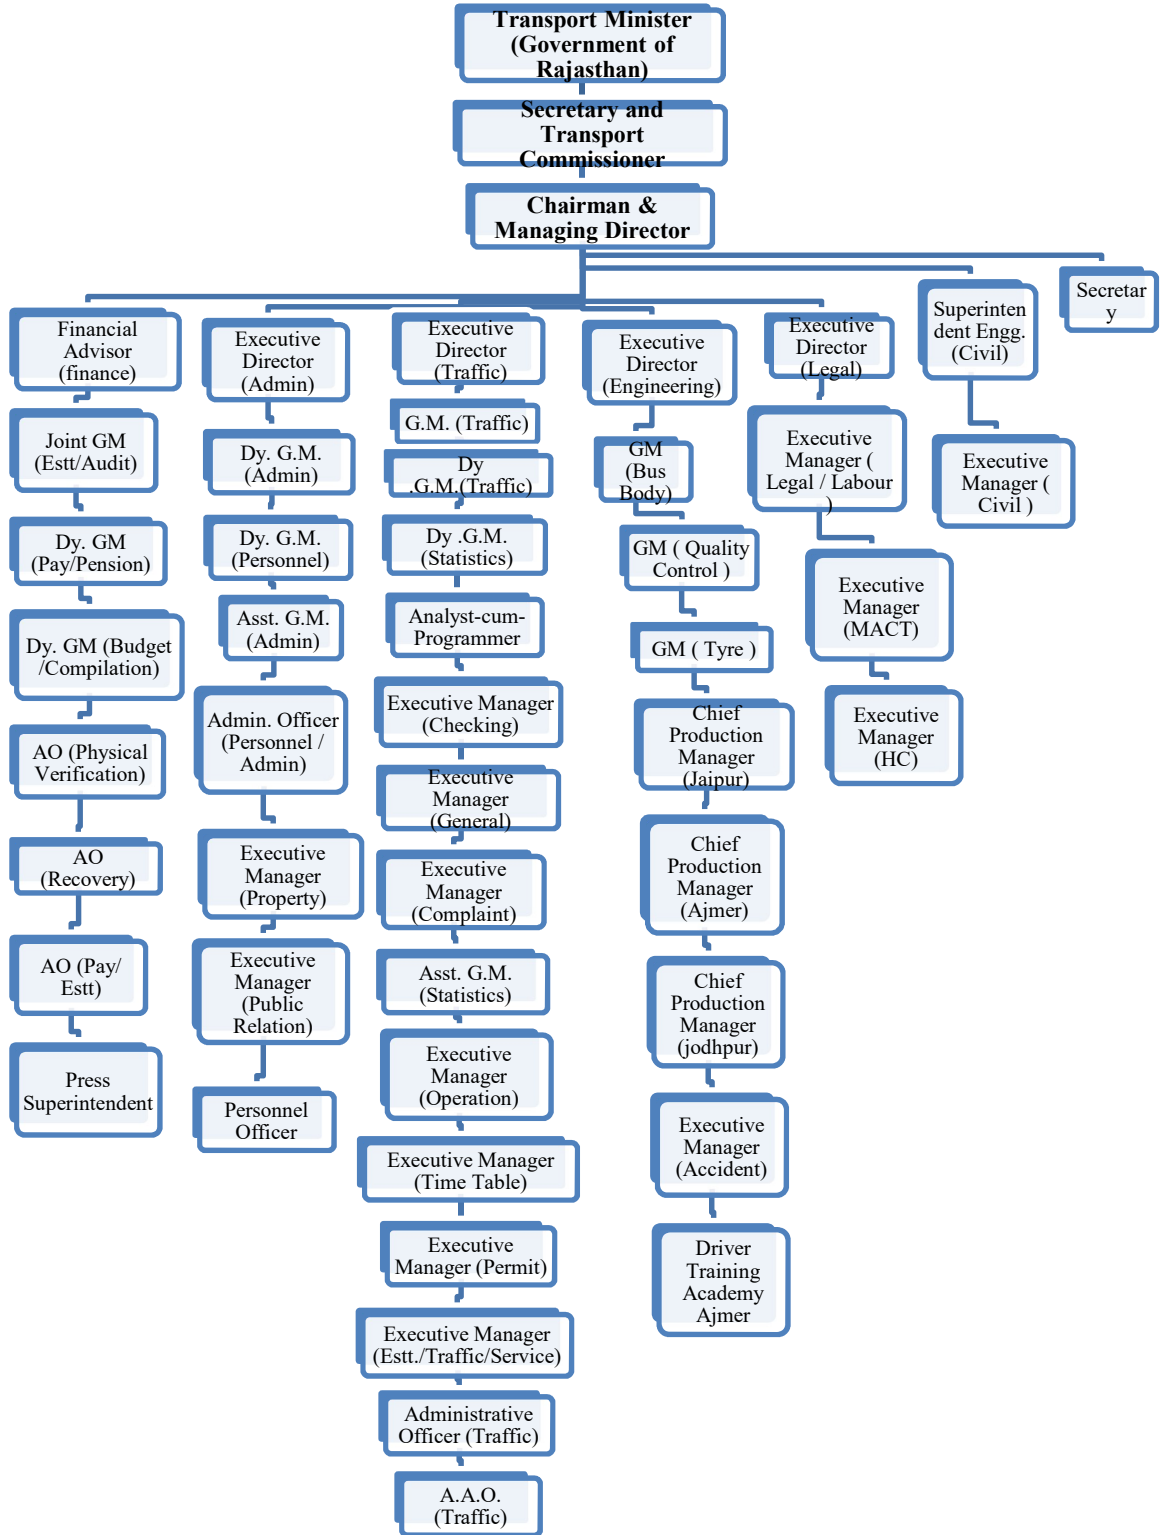 Transport Minister
(Government of
Rajasthan)
Secretary and
Transport
Commissioner
Chairman &
Managing Director
Financial
Advisor
(finance)
Joint GM
(Estt/Audit)
Dy. GM
(Pay/Pension)
Dy. GM (Budget
/Compilation)
AO (Physical
Verification)
AO
(Recovery)
AO (Pay/
Estt)
Press
Superintendent
Executive
Director
(Admin)
Dy. G.M.
(Admin)
Dy. G.M.
(Personnel)
Asst. G.M.
(Admin)
Admin. Officer
(Personnel /
Admin)
Executive
Manager
(Property)
Executive
Manager
(Public
Relation)
Personnel
Officer
Executive
Director
(Traffic)
G.M. (Traffic)
Dy
.G.M.(Traffic)
Dy .G.M.
(Statistics)
Analyst-cum-
Programmer
Executive Manager
(Checking)
Executive
Manager
(General)
Executive
Manager
(Complaint)
Asst. G.M.
(Statistics)
Executive
Manager
(Operation)
Executive Manager
(Time Table)
Executive
Manager (Permit)
Executive Manager
(Estt./Traffic/Service)
Administrative
Officer (Traffic)
A.A.O.
(Traffic)
Executive
Director
(Engineering)
GM
(Bus
Body)
GM ( Quality
Control )
GM ( Tyre )
Chief
Production
Manager
(Jaipur)
Chief
Production
Manager
(Ajmer)
Chief
Production
Manager
(jodhpur)
Executive
Manager
(Accident)
Driver
Training
Academy
Ajmer
Executive
Director
(Legal)
Executive
Manager (
Legal / Labour
)
Executive
Manager
(MACT)
Executive
Manager
(HC)
Superinten
dent Engg.
(Civil)
Executive
Manager (
Civil )
Secretar
y